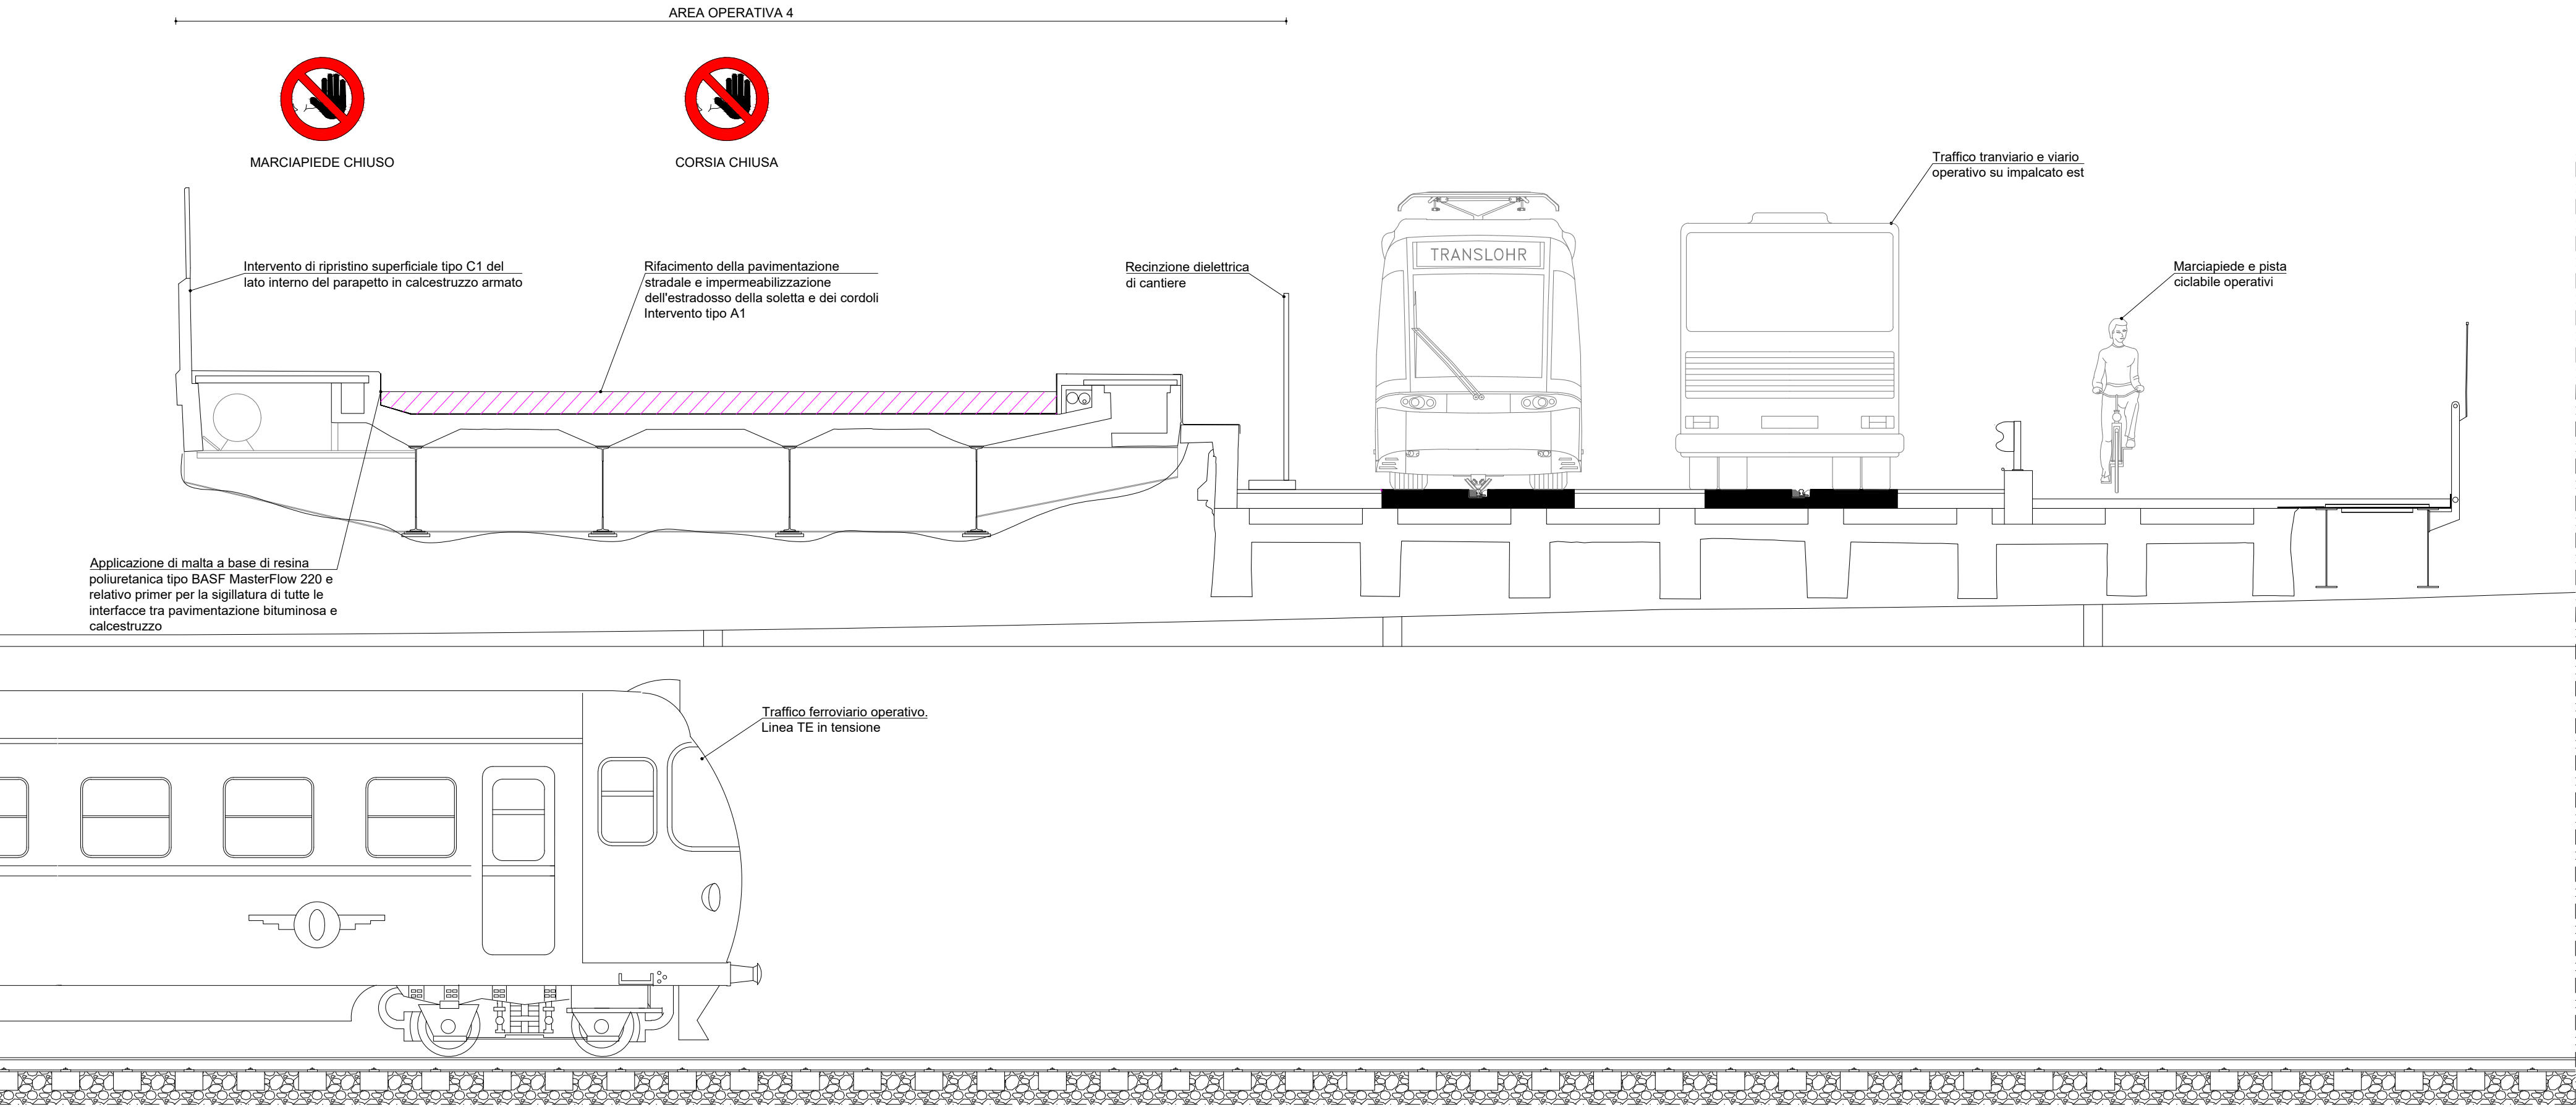 AREA OPERATIVA 4
MARCIAPIEDE CHIUSO
CORSIA CHIUSA
Traffico tranviario e viario
operativo su impalcato est
Intervento di ripristino superficiale tipo C1 del
lato interno del parapetto in calcestruzzo armato
Rifacimento della pavimentazione
stradale e impermeabilizzazione
dell'estradosso della soletta e dei cordoli
Intervento tipo A1
Recinzione dielettrica
di cantiere
TRANSLOHR
Marciapiede e pista
ciclabile operativi
Applicazione di malta a base di resina
poliuretanica tipo BASF MasterFlow 220 e
relativo primer per la sigillatura di tutte le
interfacce tra pavimentazione bituminosa e
calcestruzzo
Traffico ferroviario operativo.
Linea TE in tensione